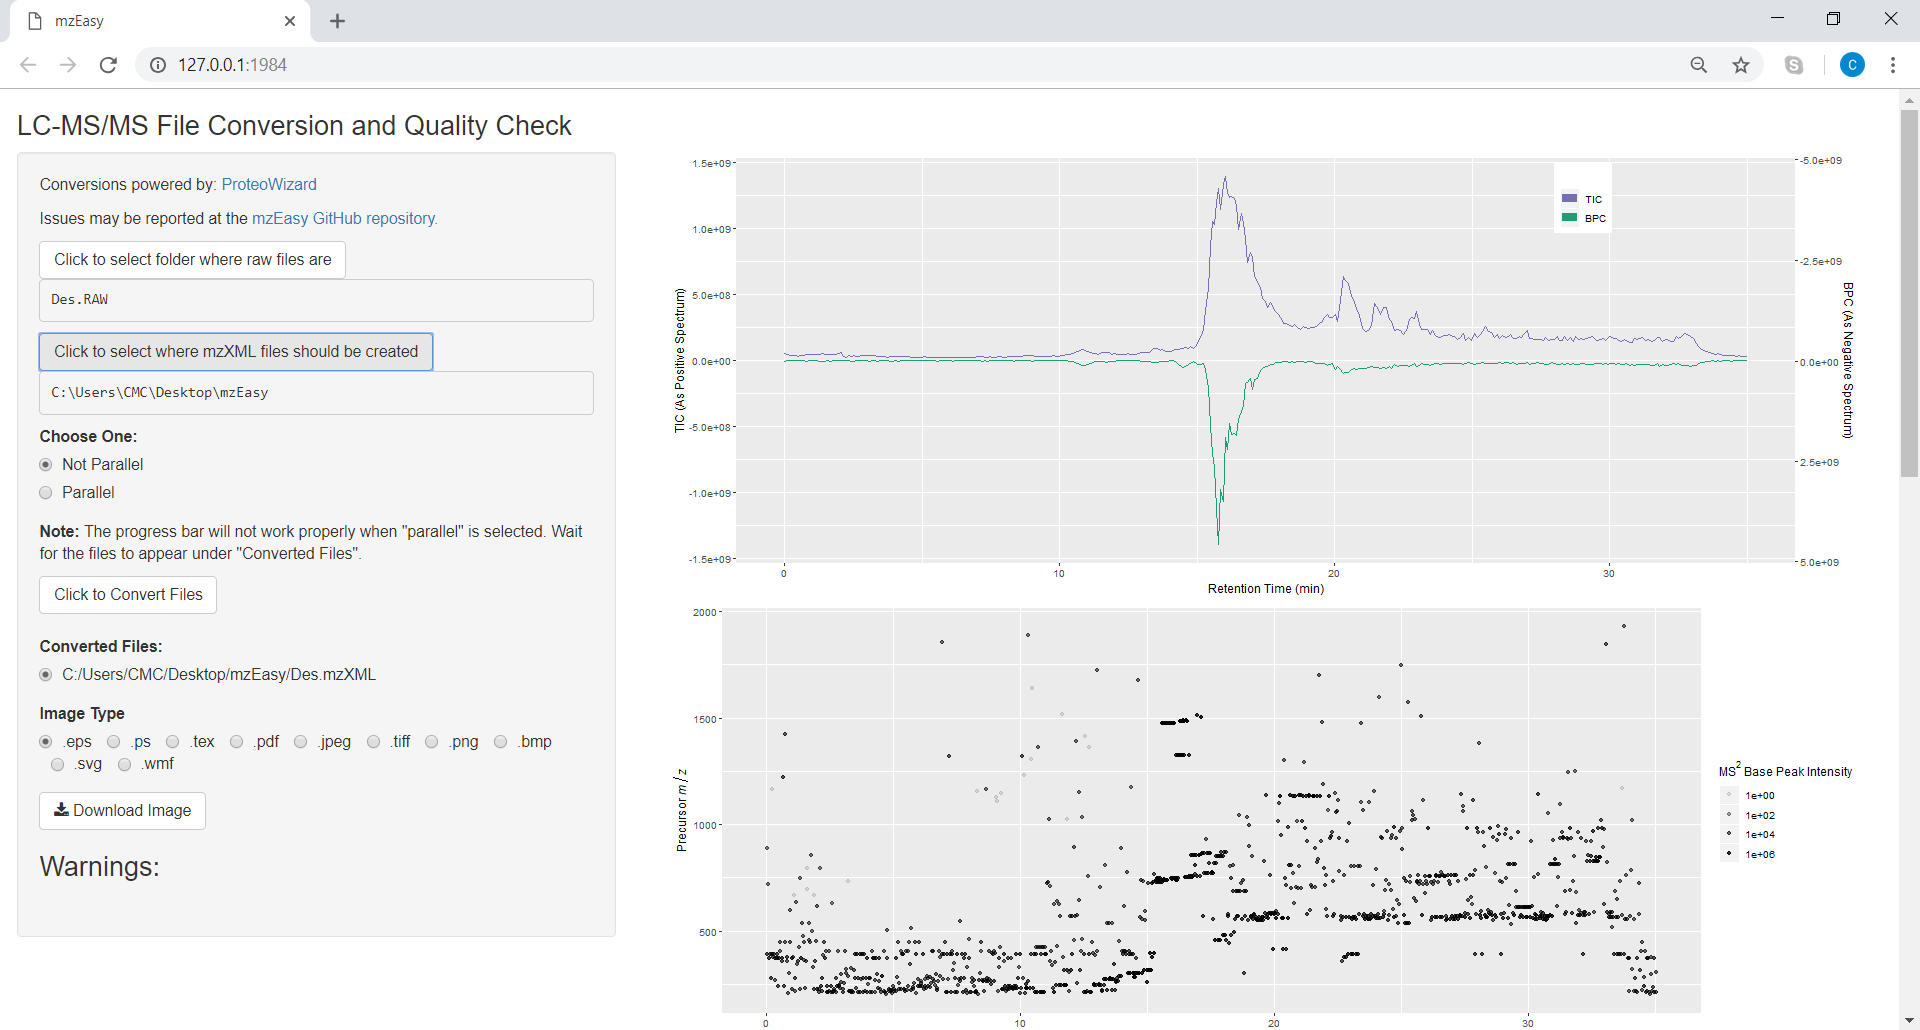 mzEasy
127.0.0.1:1984
C
LC-MS/MS File Conversion and Quality Check
Conversions powered by: ProteoWizard
Issues may be reported at the mzEasy GitHub repository.
Click to select folder where raw files are
Des.RAW
Click to select where mzXML files should be created
C:\Users\CMC\Desktop\mzEasy
Choose One:
Not Parallel
Parallel
Note: The progress bar will not work properly when "parallel" is selected. Wait
for the files to appear under "Converted Files".
Click to Convert Files
Converted Files:
C:/Users/CMC/Desktop/mzEasy/Des.mzXML
Image Type
.eps .ps .tex .pdf .jpeg .tiff .png .bmp
.svg .wmf
Download Image
Warnings:
TIC (As Positive Spectrum)
1.5e+09
1.0e+09
5.0e+08
0.0e+00
-5.0e+08
-1.0e+09
-1.5e+09
TIC
BPC
-5.0e+09
-2.5e+09
0.0e+00
2.5e+09
5.0e+09
BPC (As Negative Spectrum)
0 10 20 30
Retention Time (min)
Precursor m/z
2000
1500
1000
500
0 10 20 30
MS2 Base Peak Intensity
1e+00
1e+02
1e+04
1e+06